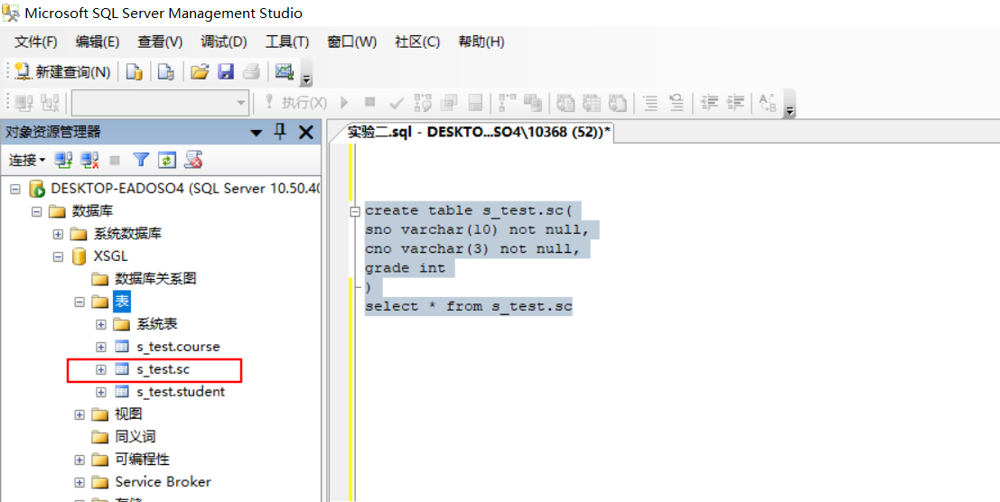 Microsoft SQL Server Management Studio
文件(F) 编辑(E) 查看(V) 调试(D) 工具(T) 窗口(W) 社区(C) 帮助(H)
新建查询(N)
执行(X)
对象资源管理器
实验二.sql - DESKTO...SO4\10368 (52))*
连接
DESKTOP-EADOSO4 (SQL Server 10.50.40
数据库
系统数据库
XSGL
数据库关系图
表
系统表
s_test.course
s_test.sc
s_test.student
视图
同义词
可编程性
Service Broker
存储
create table s_test.sc(
sno varchar(10) not null,
cno varchar(3) not null,
grade int
)
select * from s_test.sc